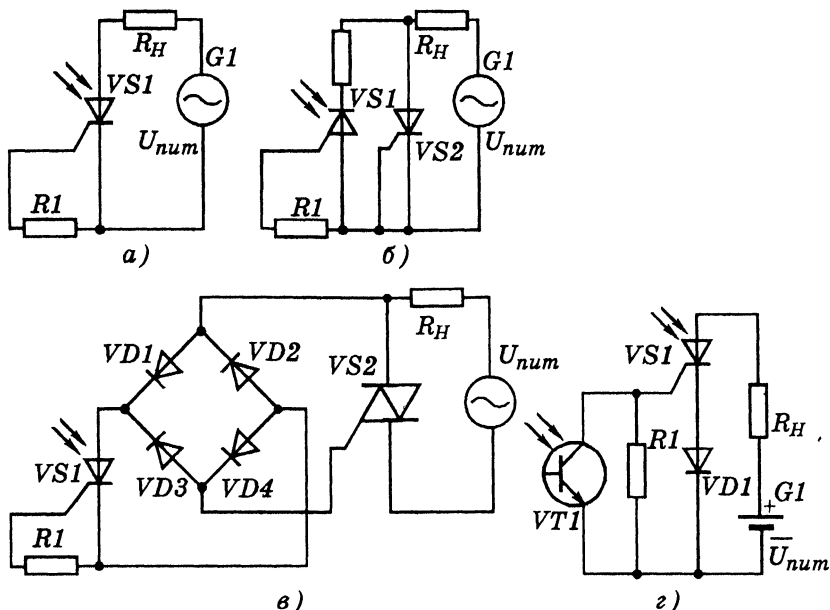 R_H
G1
VS1
U_пит
R1
а)
R_H
G1
VS1
VS2
U_пит
R1
б)
VD1
VD2
VS2
R_H
U_пит
VS1
VD3
VD4
R1
в)
VS1
R1
R_H
VD1
VT1
+
G1
U_пит
г)